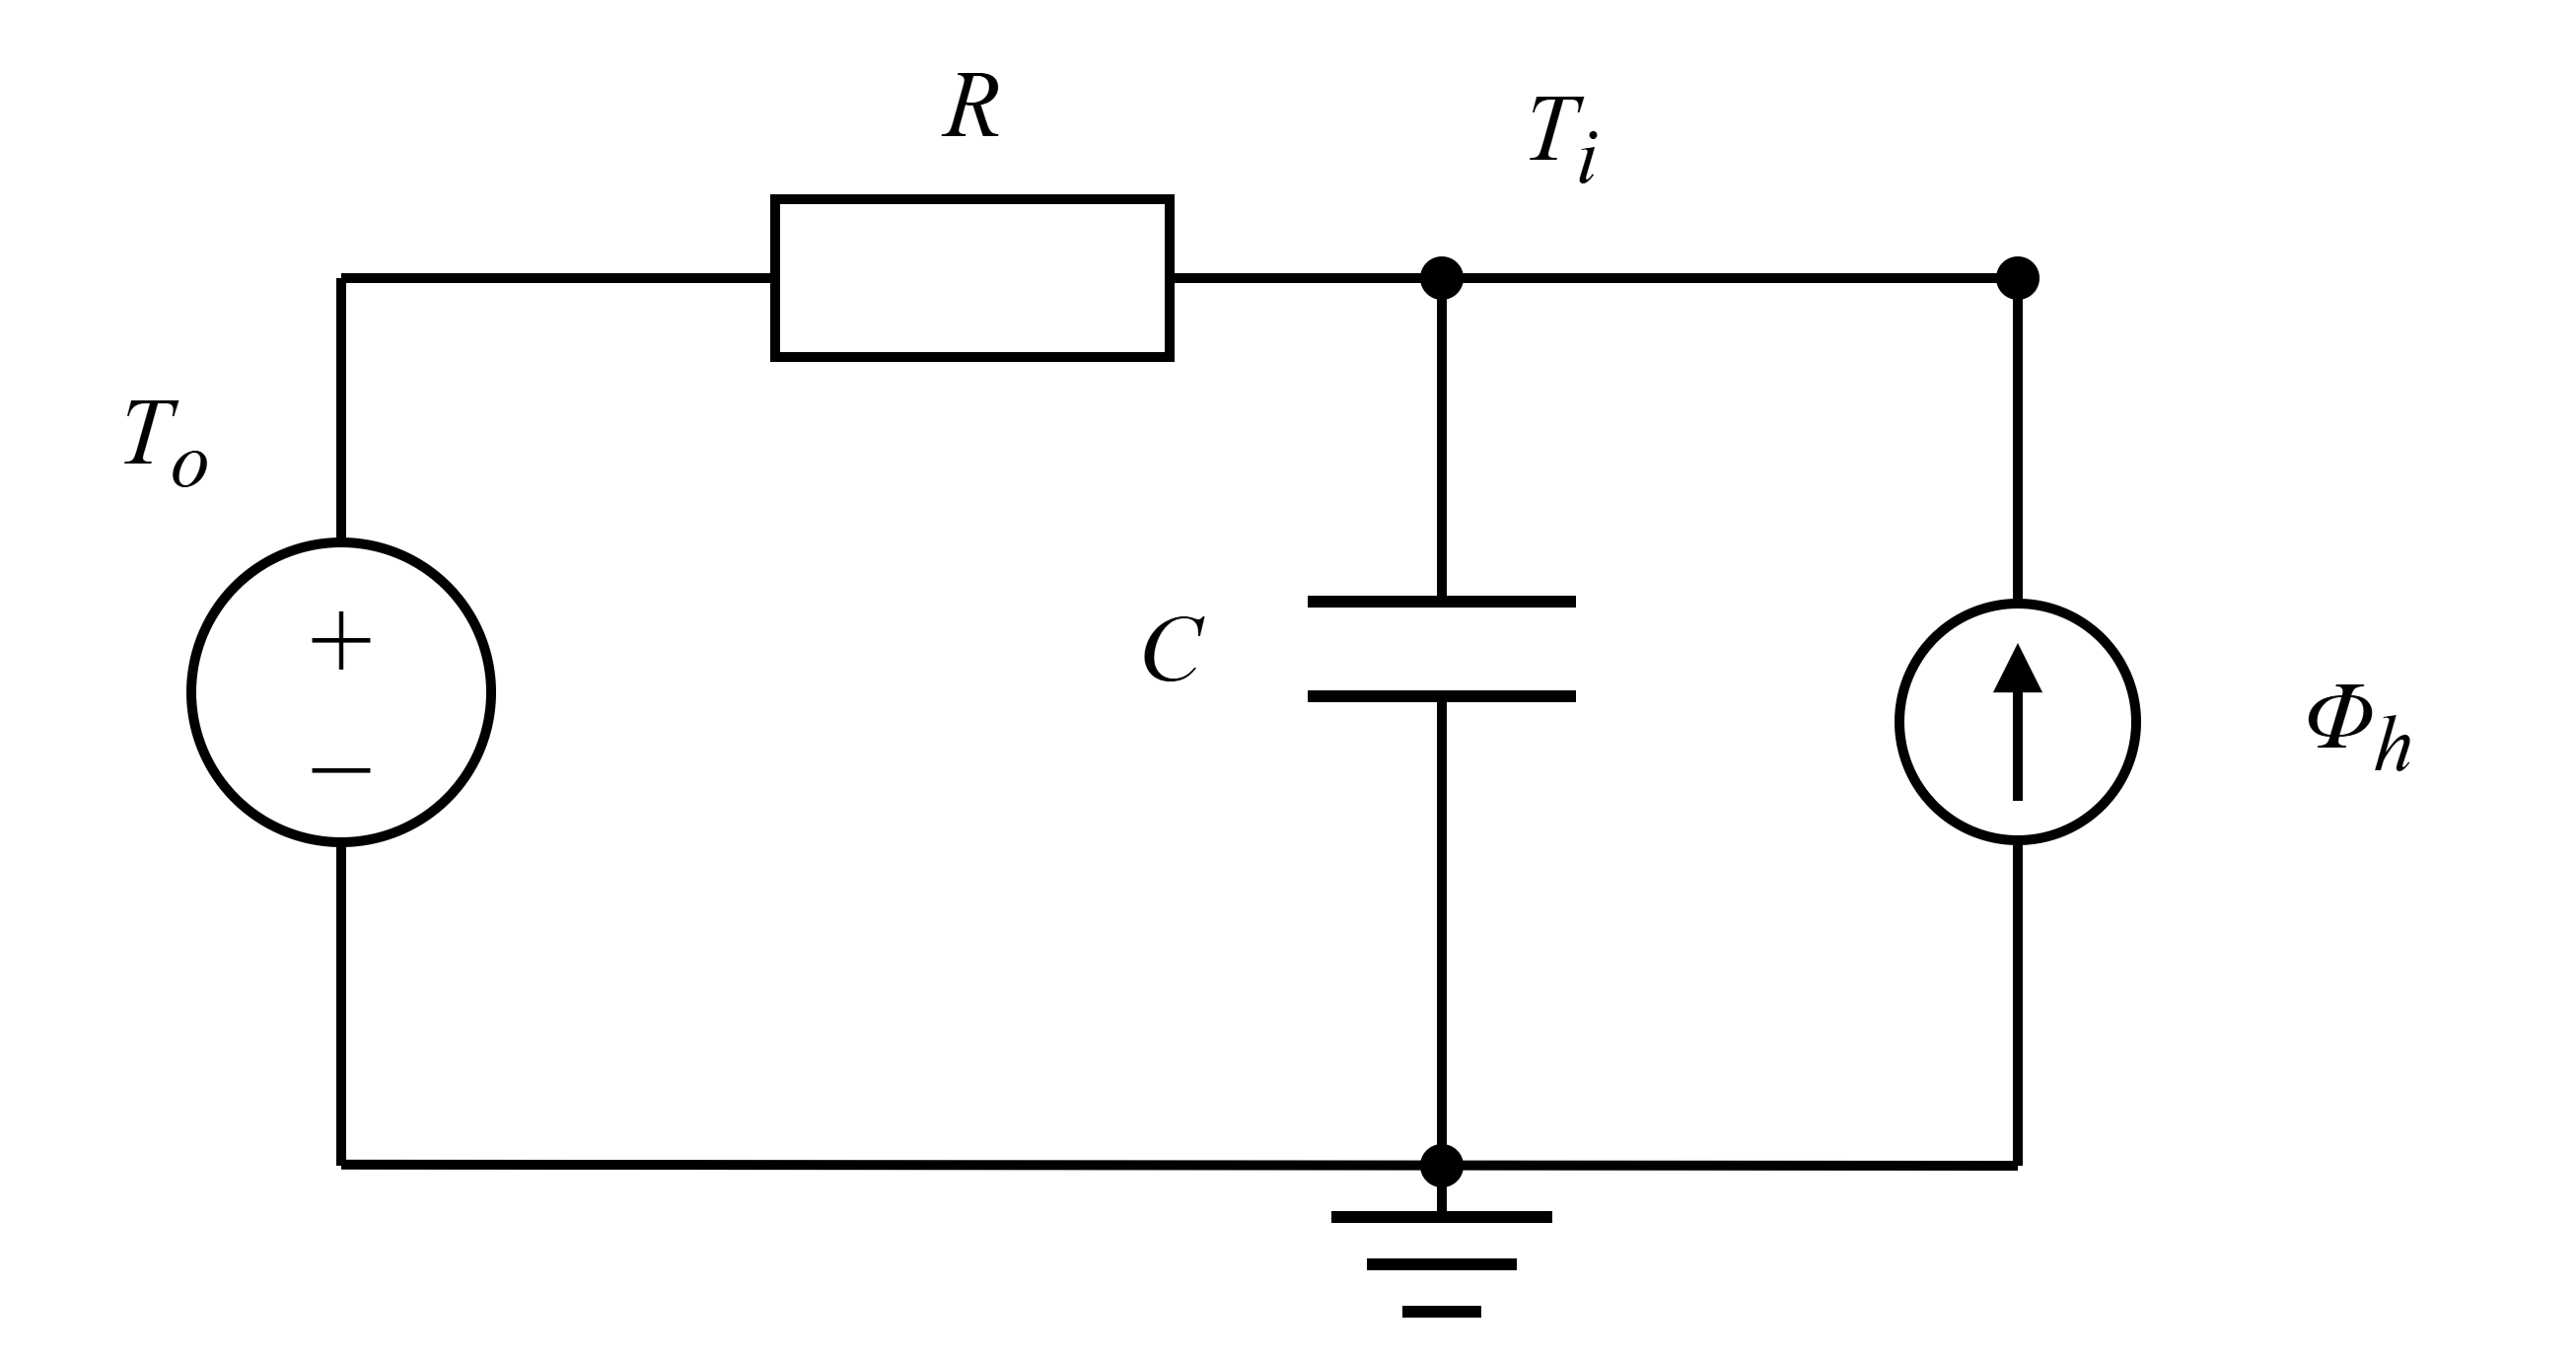 R
T_i
T_o
+
−
C
Φ_h